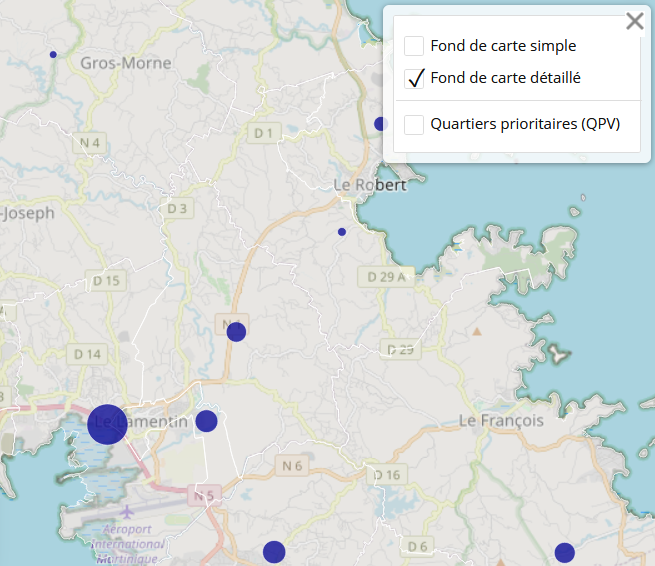 Fond de carte simple
Fond de carte détaillé
Quartiers prioritaires (QPV)
Gros-Morne
D 1
N 4
Le Robert
D 3
-Joseph
D 29 A
D 15
D 29
D 14
Le Lamentin
Le François
N 6
D 16
N 5
Aéroport
International
Martinique
D 6